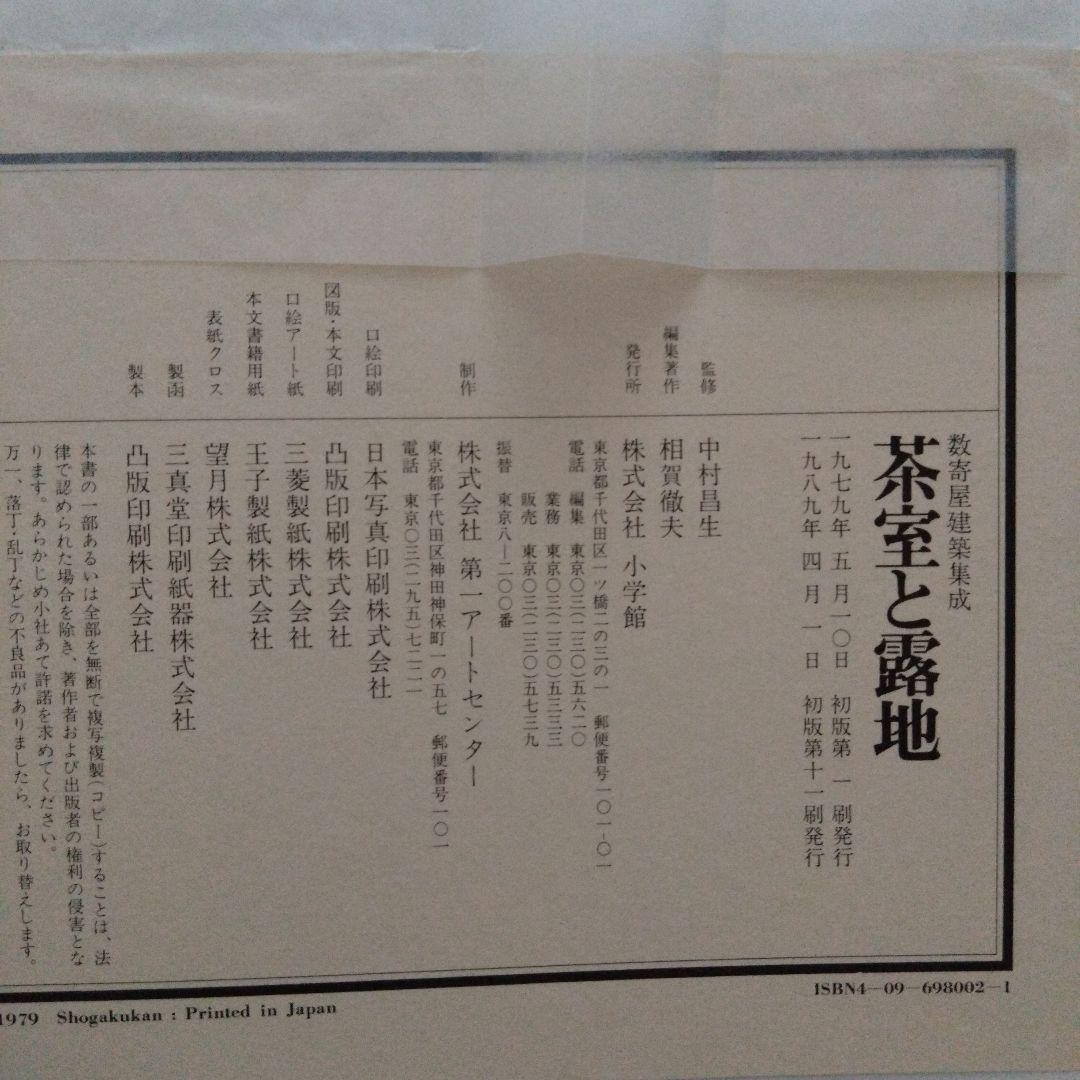 数寄屋建築集成
茶室と露地
一九七九年 五 月一〇日 初版第 一 刷発行
一九八九年 四 月 一 日 初版第十一刷発行
監修 中村昌生
編集著作 相賀徹夫
発行所 株式会社 小学館
東京都千代田区一ツ橋二の三の一 郵便番号一〇一-〇一
電話 編集 東京〇三(二三〇)五六二〇
業務 東京〇三(二三〇)五三三三
販売 東京〇三(二三〇)五七三九
振替 東京八—二〇〇番
制作 株式会社 第一アートセンター
東京都千代田区神田神保町一の五七 郵便番号一〇一
電話 東京〇三(二九五)七二二一
口絵印刷 日本写真印刷株式会社
図版・本文印刷 凸版印刷株式会社
口絵アート紙 三菱製紙株式会社
本文書籍用紙 王子製紙株式会社
表紙クロス 望月株式会社
製函 三真堂印刷紙器株式会社
製本 凸版印刷株式会社
本書の一部あるいは全部を無断で複写複製(コピー)することは、法
律で認められた場合を除き、著作者および出版者の権利の侵害とな
ります。あらかじめ小社あて許諾を求めてください。
万一、落丁・乱丁などの不良品がありましたら、お取り替えします。
ISBN4—09—698002—1
1979 Shogakukan : Printed in Japan